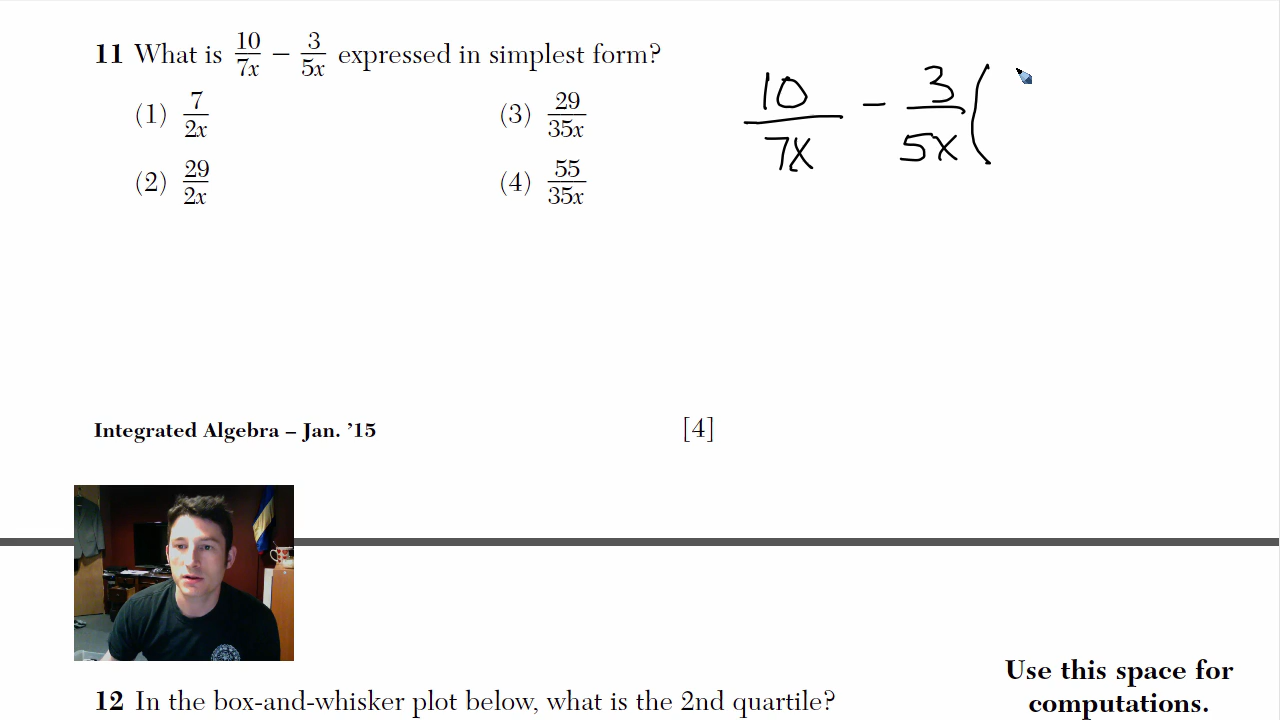 11 What is 10/7x − 3/5x expressed in simplest form?
(1) 7/2x
(2) 29/2x
(3) 29/35x
(4) 55/35x
10/7x − 3/5x (
Integrated Algebra – Jan. ’15
[4]
12 In the box-and-whisker plot below, what is the 2nd quartile?
Use this space for
computations.